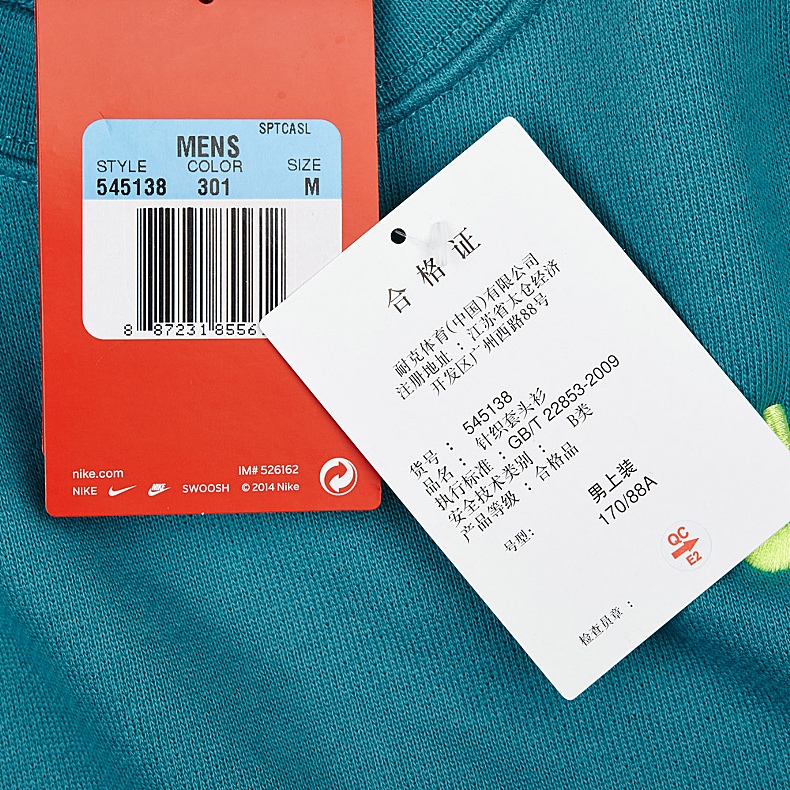 SPTCASL
MENS
STYLE COLOR SIZE
545138 301 M
8 87231 8556
nike.com IM# 526162
NIKE SWOOSH © 2014 Nike
合格证
耐克体育(中国)有限公司
注册地址：江苏省太仓经济
开发区广州西路88号
货号： 545138
品名： 针织套头衫
执行标准：GB/T 22853-2009
安全技术类别： B类
产品等级：合格品
号型: 男上装
170/88A
QC
E2
检查员章：